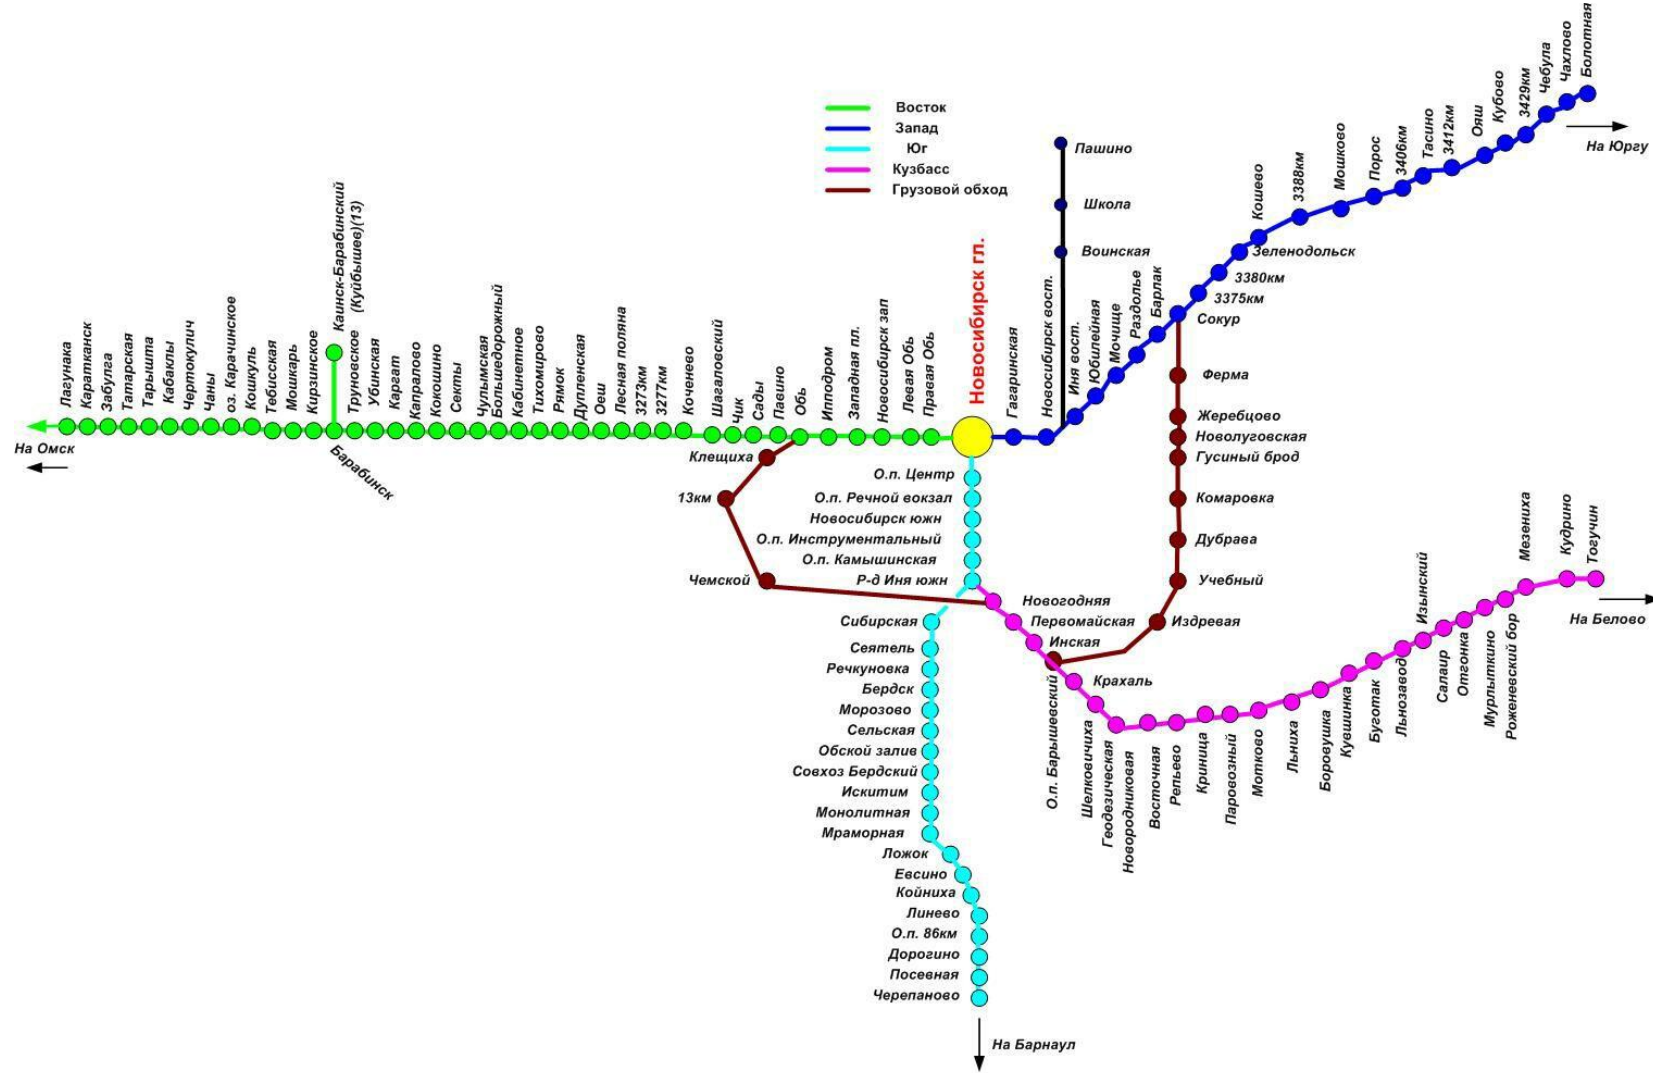 Восток
Запад
Юг
Кузбасс
Грузовой обход
На Омск
Лагунака
Караткапск
Забулга
Татарская
Тарышта
Кабаклы
Чертокулич
Чаны
оз. Карачинское
Кошкуль
Тебисская
Мошкарь
Кирзинское
Каинск-Барабинский
(Куйбышев)(13)
Барабинск
Труновское
Убинская
Каргат
Капралово
Кокошино
Секты
Чулымская
Большедорожный
Кабинетное
Тихомирово
Рямок
Дупленская
Оеш
Лесная поляна
3273км
3277км
Коченево
Шагаловский
Чик
Сады
Павино
Обь
Ипподром
Западная пл.
Новосибирск зап
Левая Обь
Правая Обь
Новосибирск гл.
Гагаринская
Новосибирск вост.
Пашино
Школа
Воинская
Иня вост.
Юбилейная
Мочище
Раздолье
Барлак
Сокур
3375км
3380км
Зеленодольск
Кошево
3388км
Мошково
Порос
3406км
Тасино
3412км
Ояш
Кубово
3429км
Чебула
Чахлово
Болотная
На Юргу
Клещиха
13км
Чемской
Ферма
Жеребцово
Новолуговская
Гусиный брод
Комаровка
Дубрава
Учебный
Издревая
О.п. Центр
О.п. Речной вокзал
Новосибирск южн
О.п. Инструментальный
О.п. Камышинская
Р-д Иня южн
Сибирская
Сеятель
Речкуновка
Бердск
Морозово
Сельская
Обской залив
Совхоз Бердский
Искитим
Монолитная
Мраморная
Ложок
Евсино
Койниха
Линево
О.п. 86км
Дорогино
Посевная
Черепаново
На Барнаул
Новогодняя
Первомайская
Инская
О.п. Барышевский
Крахаль
Шелковичиха
Геодезическая
Новородниковая
Восточная
Репьево
Криница
Паровозный
Мотково
Льниха
Боровушка
Кувшинка
Буготак
Льнозавод
Изынский
Салаир
Отгонка
Мурлыткино
Роженевский бор
Мезениха
Кудрино
Тогучин
На Белово